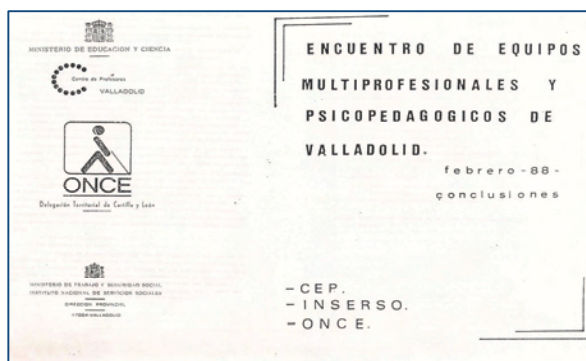 MINISTERIO DE EDUCACION Y CIENCIA
Centro de Profesores
VALLADOLID
ONCE
Delegación Territorial de Castilla y León
MINISTERIO DE TRABAJO Y SEGURIDAD SOCIAL
INSTITUTO NACIONAL DE SERVICIOS SOCIALES
DIRECCION PROVINCIAL
47004-VALLADOLID
ENCUENTRO DE EQUIPOS
MULTIPROFESIONALES Y
PSICOPEDAGOGICOS DE
VALLADOLID.
febrero-88-
conclusiones
-CEP.
-INSERSO.
-ONCE.